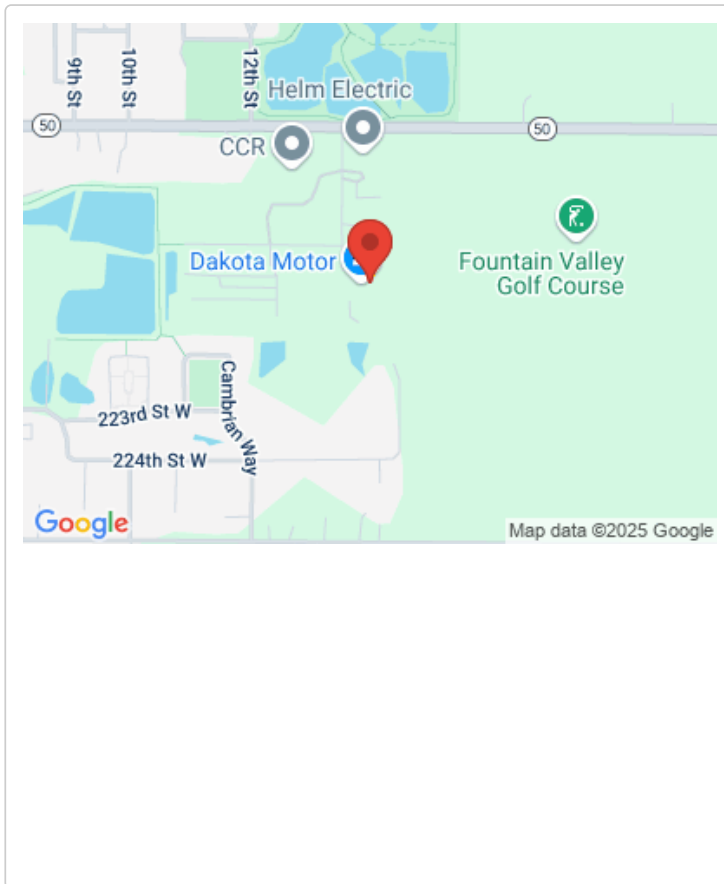 9th St
10th St
12th St
Helm Electric
50
50
CCR
Dakota Motor
Fountain Valley
Golf Course
Cambrian Way
223rd St W
224th St W
Google
Map data ©2025 Google